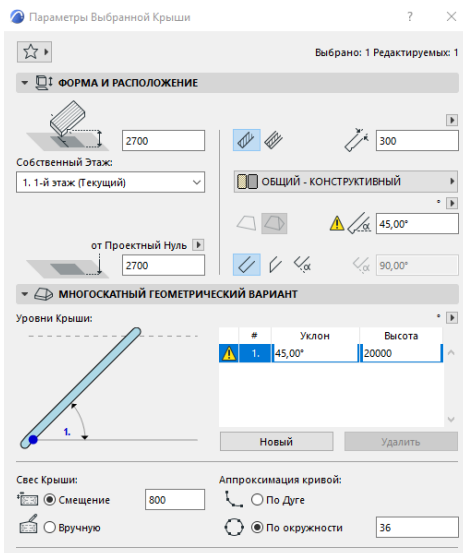 Параметры Выбранной Крыши
?
Выбрано: 1 Редактируемых: 1
ФОРМА И РАСПОЛОЖЕНИЕ
2700
300
Собственный Этаж:
1. 1-й этаж (Текущий)
ОБЩИЙ - КОНСТРУКТИВНЫЙ
°
α
45,00°
от Проектный Нуль
2700
α
α
90,00°
МНОГОСКАТНЫЙ ГЕОМЕТРИЧЕСКИЙ ВАРИАНТ
Уровни Крыши:
°
# Уклон Высота
1. 45,00° 20000
1.
Новый Удалить
Свес Крыши:
Аппроксимация кривой:
Смещение 800
По Дуге
Вручную
По окружности 36